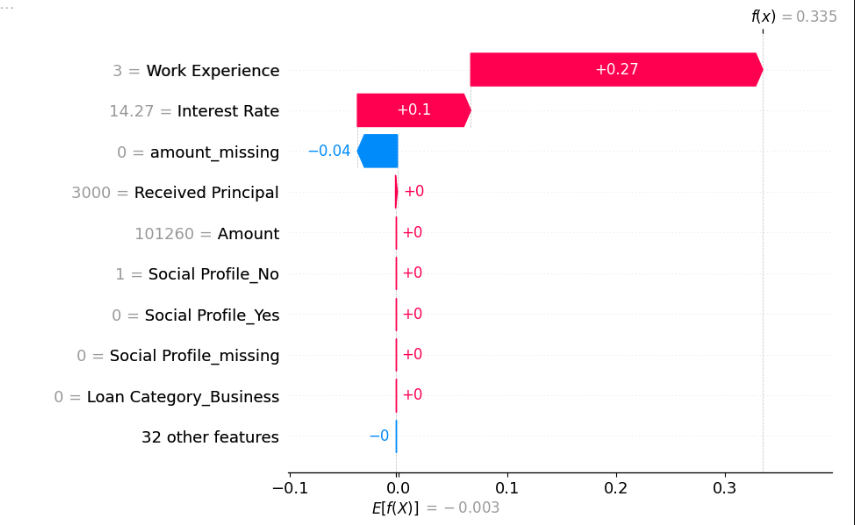 ...
f(x) = 0.335
3 = Work Experience
+0.27
14.27 = Interest Rate
+0.1
0 = amount_missing
−0.04
3000 = Received Principal
+0
101260 = Amount
+0
1 = Social Profile_No
+0
0 = Social Profile_Yes
+0
0 = Social Profile_missing
+0
0 = Loan Category_Business
+0
32 other features
−0
−0.1
0.0
0.1
0.2
0.3
E[f(X)] = −0.003